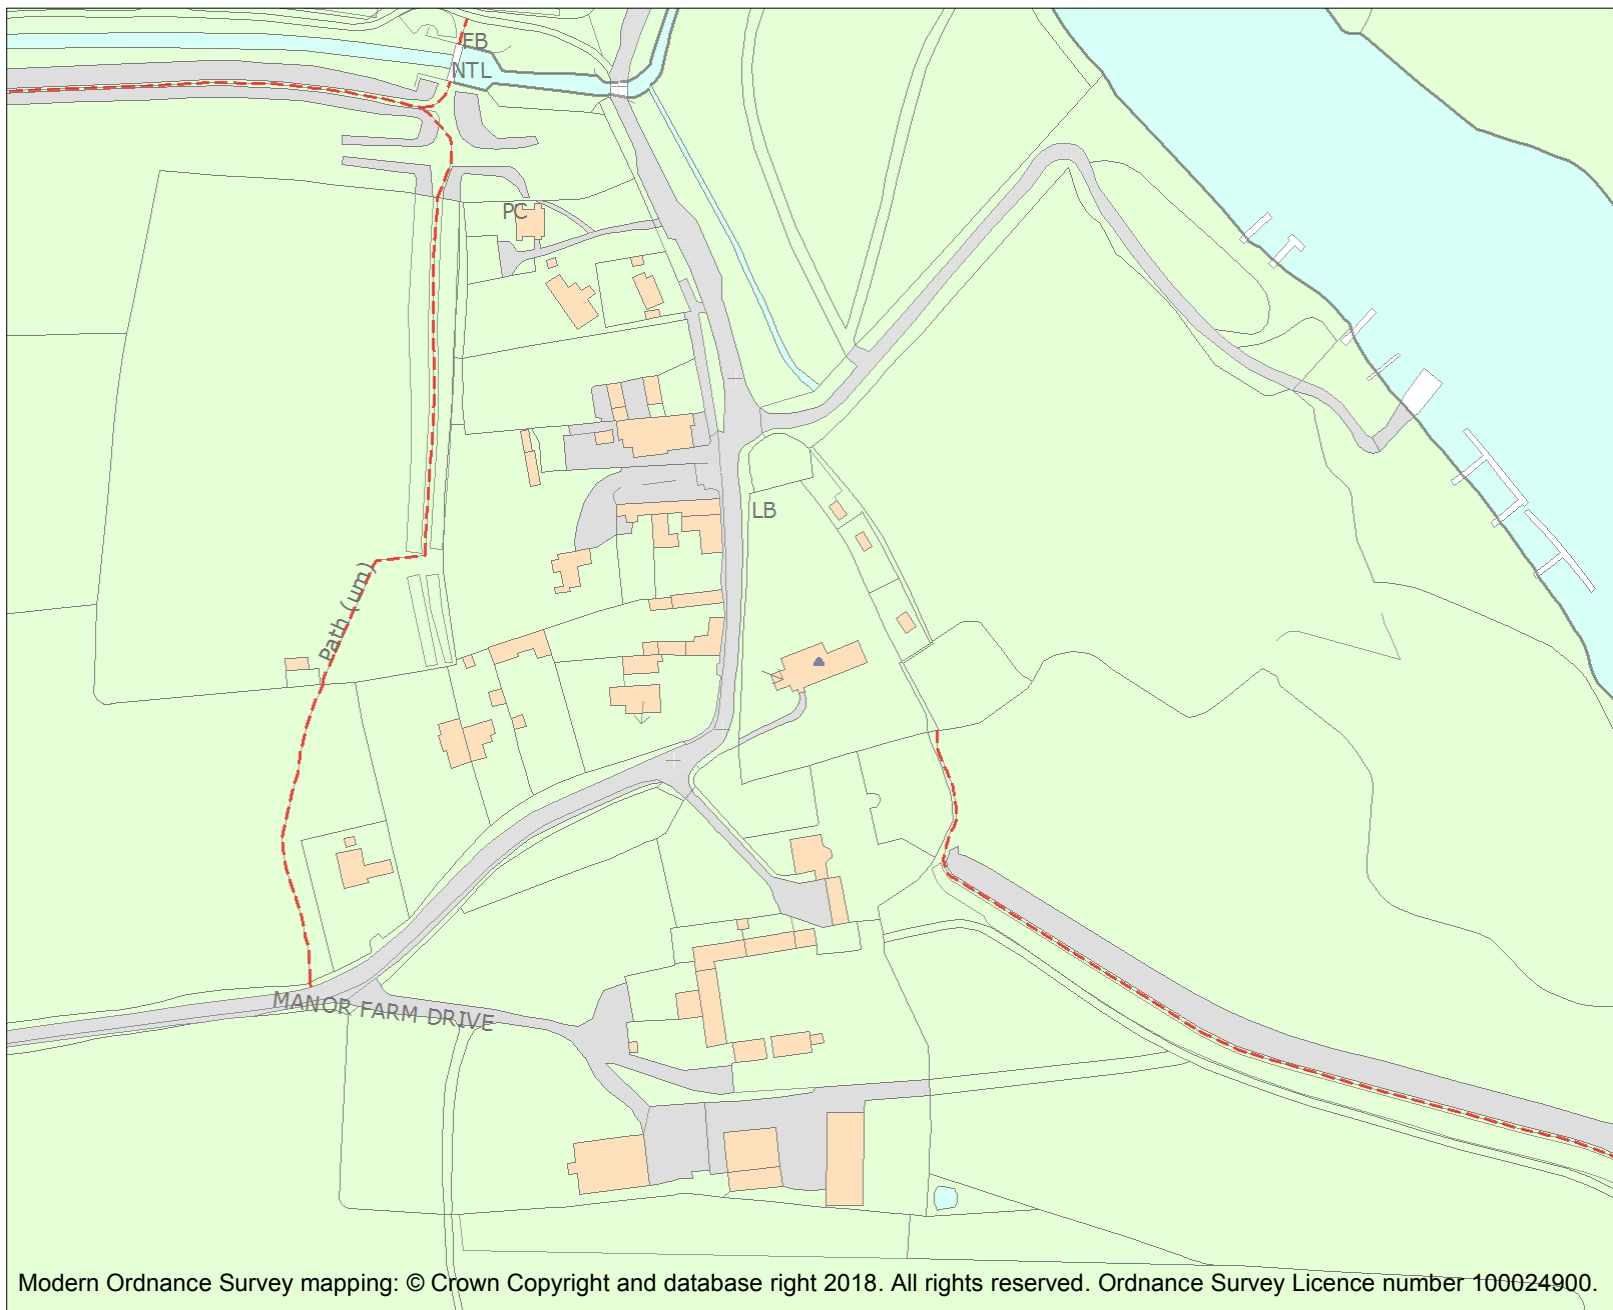 FB
NTL
PC
LB
Path (um)
MANOR FARM DRIVE
Modern Ordnance Survey mapping: © Crown Copyright and database right 2018. All rights reserved. Ordnance Survey Licence number 100024900.